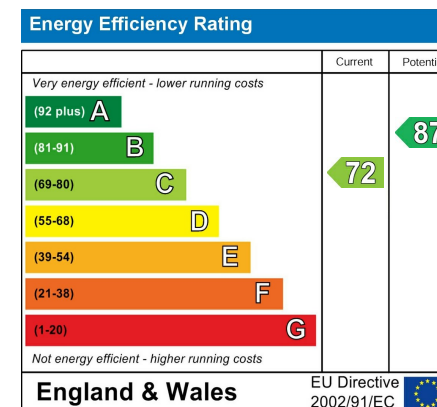 Energy Efficiency Rating
Current
Potenti
Very energy efficient - lower running costs
(92 plus) A
(81-91) B
87
(69-80) C
72
(55-68) D
(39-54) E
(21-38) F
(1-20) G
Not energy efficient - higher running costs
England & Wales
EU Directive
2002/91/EC